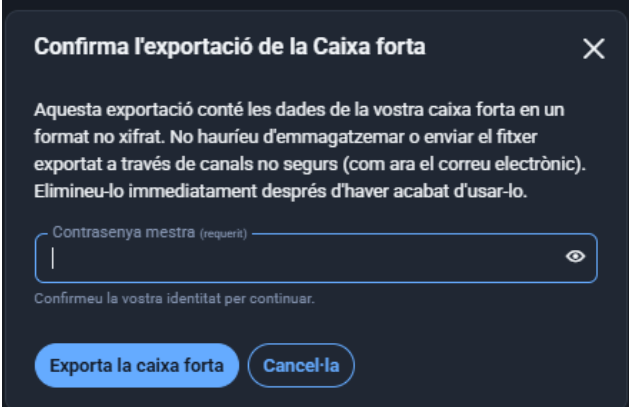 Confirma l'exportació de la Caixa forta
Aquesta exportació conté les dades de la vostra caixa forta en un
format no xifrat. No hauríeu d'emmagatzemar o enviar el fitxer
exportat a través de canals no segurs (com ara el correu electrònic).
Elimineu-lo immediatament després d'haver acabat d'usar-lo.
Contrasenya mestra (requerit)
Confirmeu la vostra identitat per continuar.
Exporta la caixa forta
Cancel·la